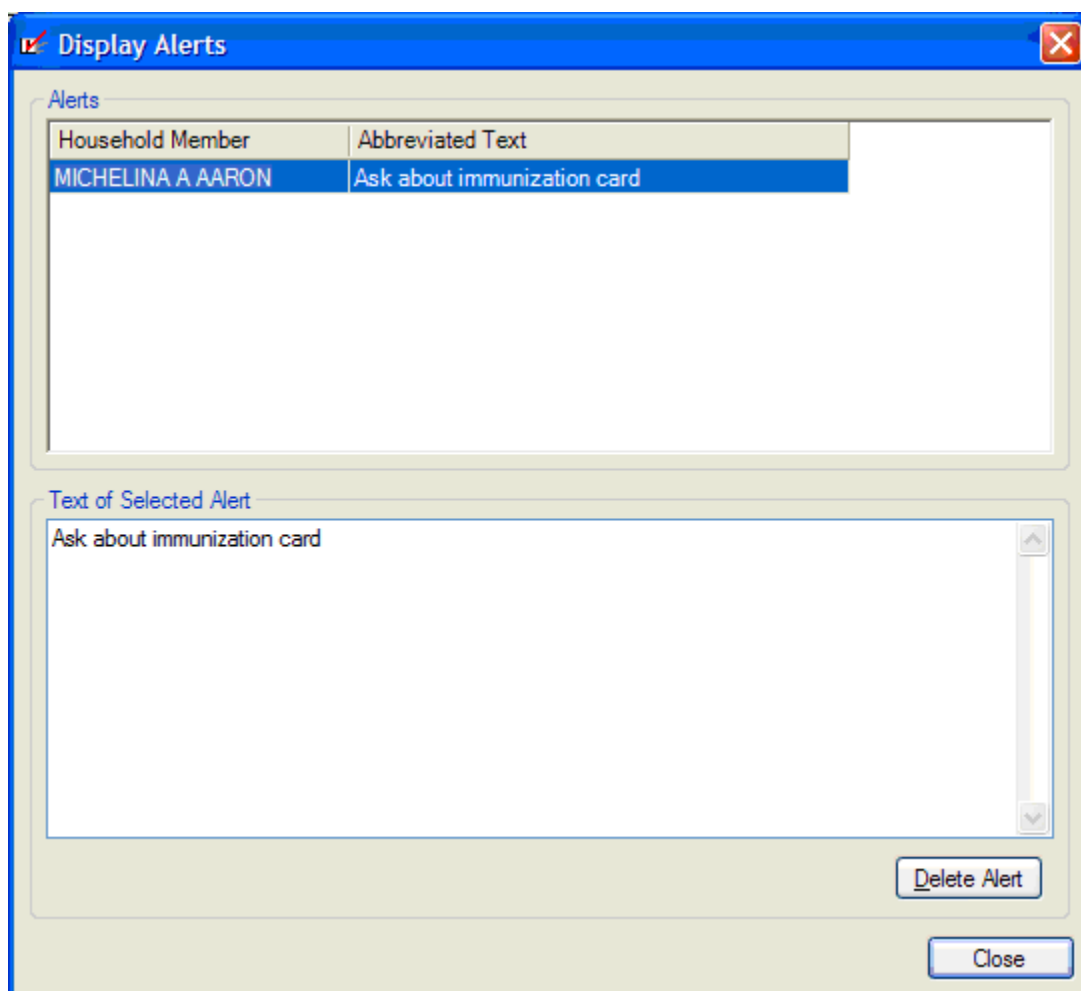 Display Alerts
Alerts
Household Member Abbreviated Text
MICHELINA A AARON Ask about immunization card
Text of Selected Alert
Ask about immunization card
Delete Alert
Close